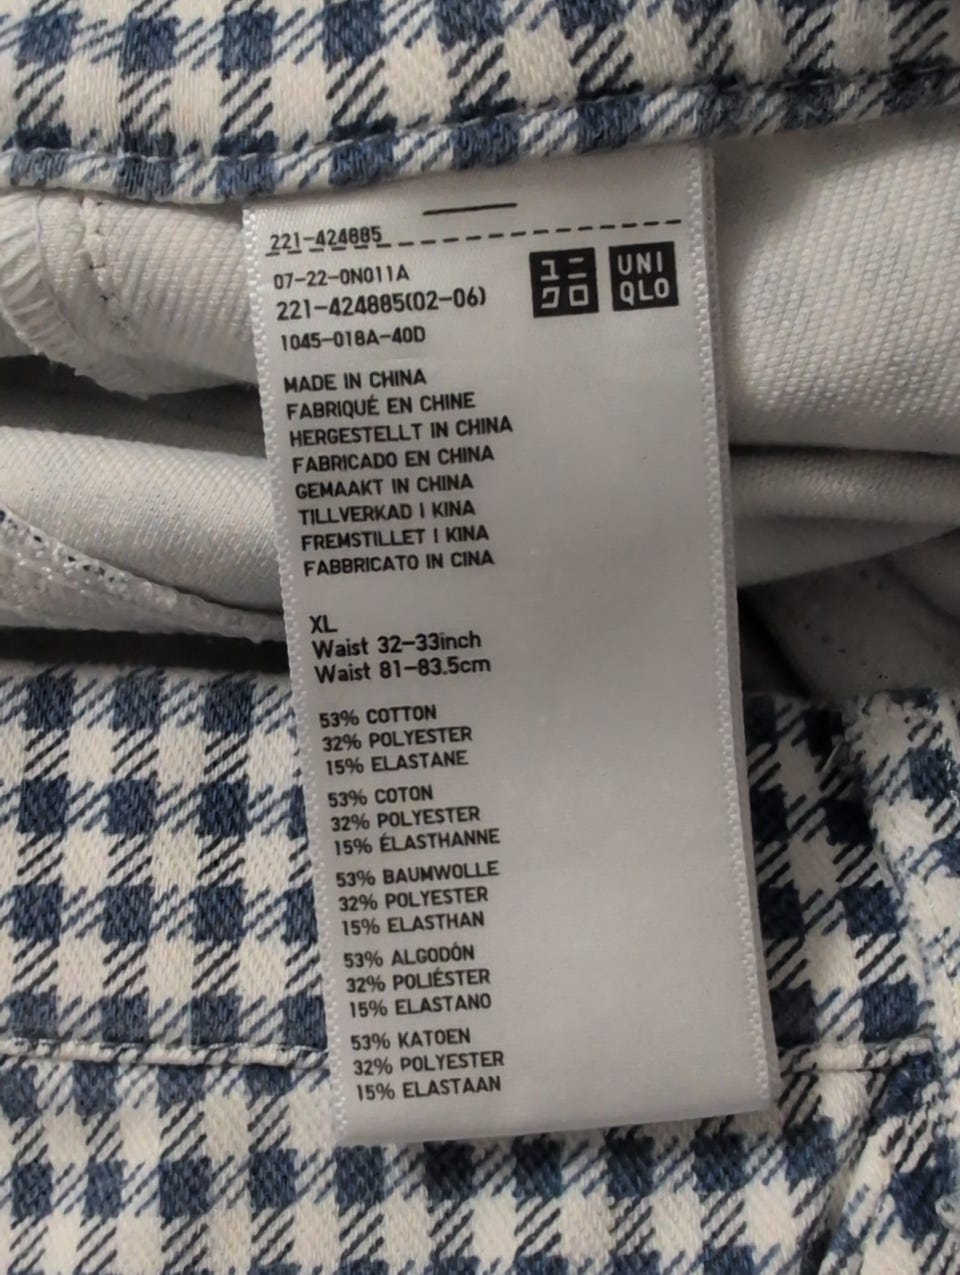 221-424885
07-22-0N011A
221-424885(02-06)
1045-018A-40D
ユニ
クロ
UNI
QLO
MADE IN CHINA
FABRIQUÉ EN CHINE
HERGESTELLT IN CHINA
FABRICADO EN CHINA
GEMAAKT IN CHINA
TILLVERKAD I KINA
FREMSTILLET I KINA
FABBRICATO IN CINA
XL
Waist 32-33inch
Waist 81-83.5cm
53% COTTON
32% POLYESTER
15% ELASTANE
53% COTON
32% POLYESTER
15% ÉLASTHANNE
53% BAUMWOLLE
32% POLYESTER
15% ELASTHAN
53% ALGODÓN
32% POLIÉSTER
15% ELASTANO
53% KATOEN
32% POLYESTER
15% ELASTAAN